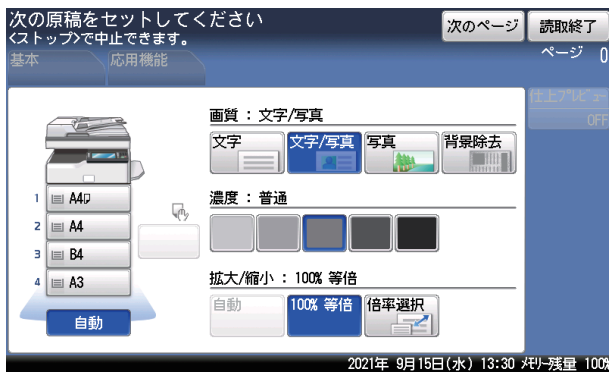 次の原稿をセットしてください
<ストップ>で中止できます。
次のページ
読取終了
ページ 0
基本
応用機能
仕上プレビュー
OFF
画質 : 文字/写真
文字
文字/写真
写真
背景除去
濃度 : 普通
1 A4
2 A4
3 B4
4 A3
自動
拡大/縮小 : 100% 等倍
自動
100% 等倍
倍率選択
2021年 9月15日(水) 13:30 メモリー残量 100%